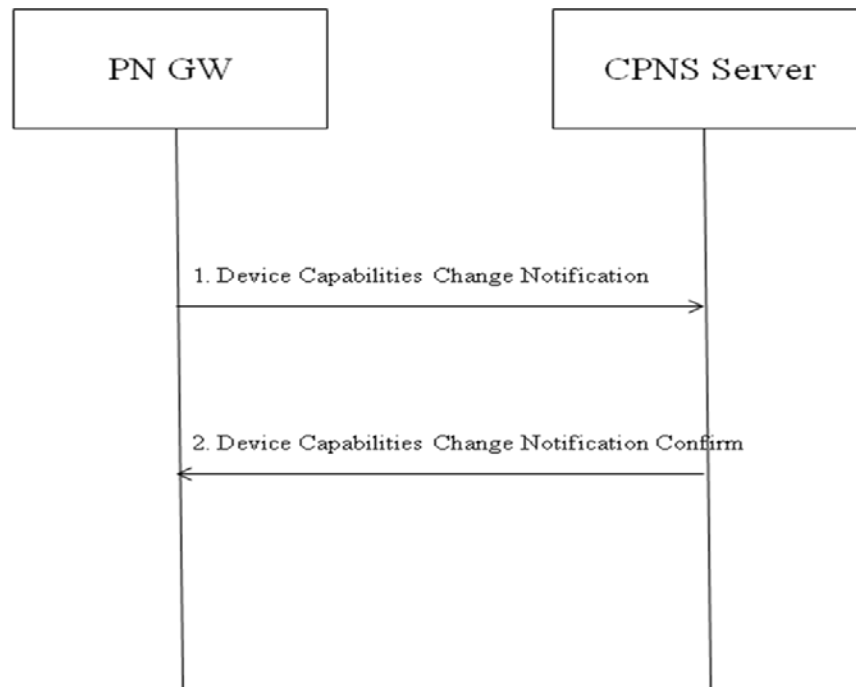 PN GW
CPNS Server
1. Device Capabilities Change Notification
2. Device Capabilities Change Notification Confirm